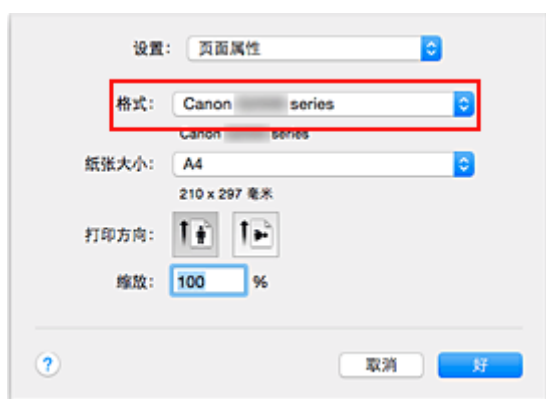 设置: 页面属性
格式: Canon series
Canon series
纸张大小: A4
210 x 297 毫米
打印方向:
缩放: 100 %
? 取消 好